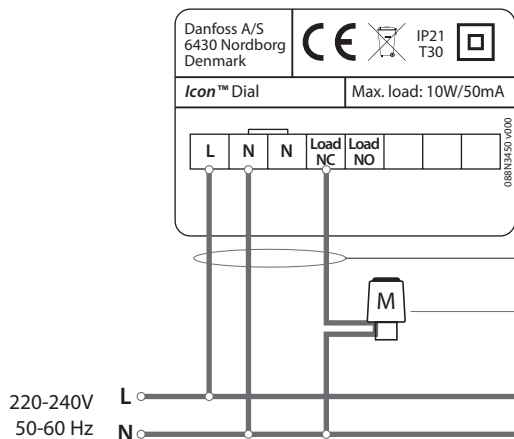 Danfoss A/S
6430 Nordborg
Denmark
CE
IP21
T30
Icon™ Dial
Max. load: 10W/50mA
L N N Load NC Load NO
088N3450 v000
M
220-240V L
50-60 Hz N